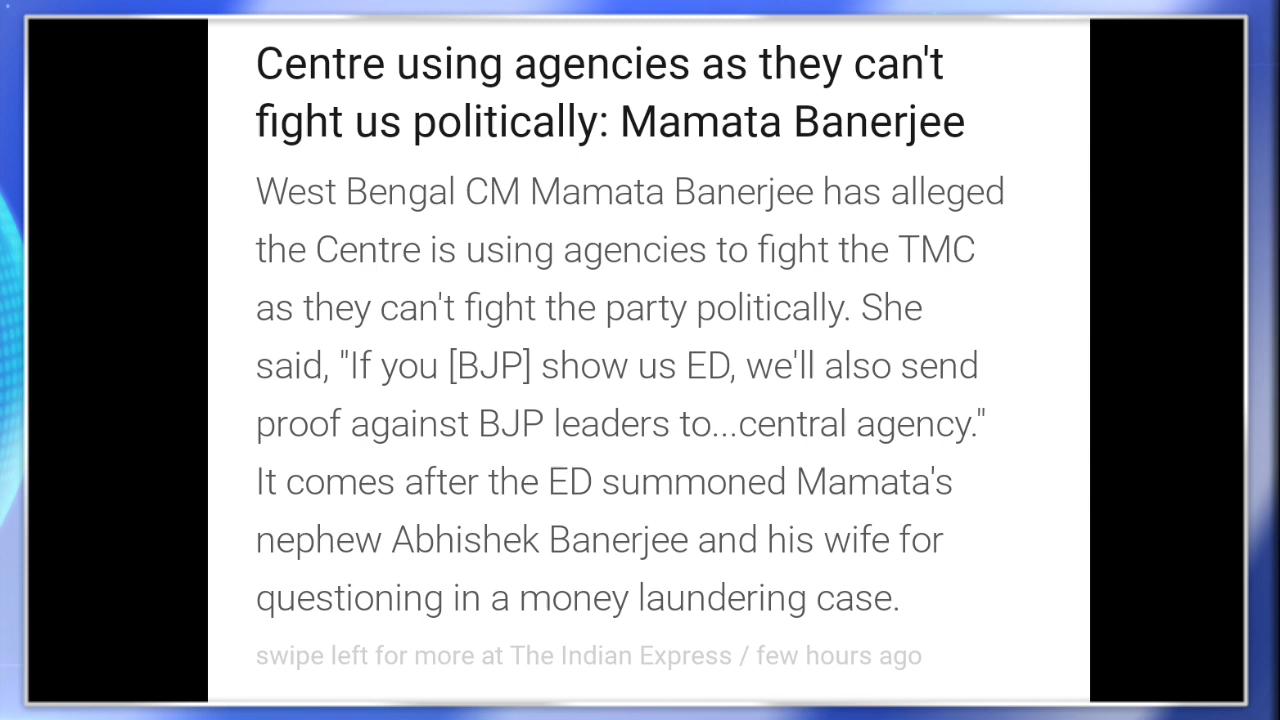 Centre using agencies as they can't
fight us politically: Mamata Banerjee
West Bengal CM Mamata Banerjee has alleged
the Centre is using agencies to fight the TMC
as they can't fight the party politically. She
said, "If you [BJP] show us ED, we'll also send
proof against BJP leaders to...central agency."
It comes after the ED summoned Mamata's
nephew Abhishek Banerjee and his wife for
questioning in a money laundering case.
swipe left for more at The Indian Express / few hours ago